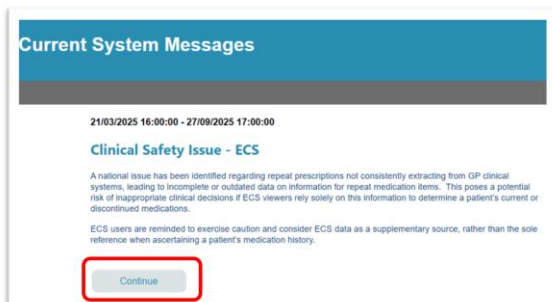 Current System Messages
21/03/2025 16:00:00 - 27/09/2025 17:00:00
Clinical Safety Issue - ECS
A national issue has been identified regarding repeat prescriptions not consistently extracting from GP clinical
systems, leading to incomplete or outdated data on information for repeat medication items. This poses a potential
risk of inappropriate clinical decisions if ECS viewers rely solely on this information to determine a patient's current or
discontinued medications.
ECS users are reminded to exercise caution and consider ECS data as a supplementary source, rather than the sole
reference when ascertaining a patient's medication history.
Continue